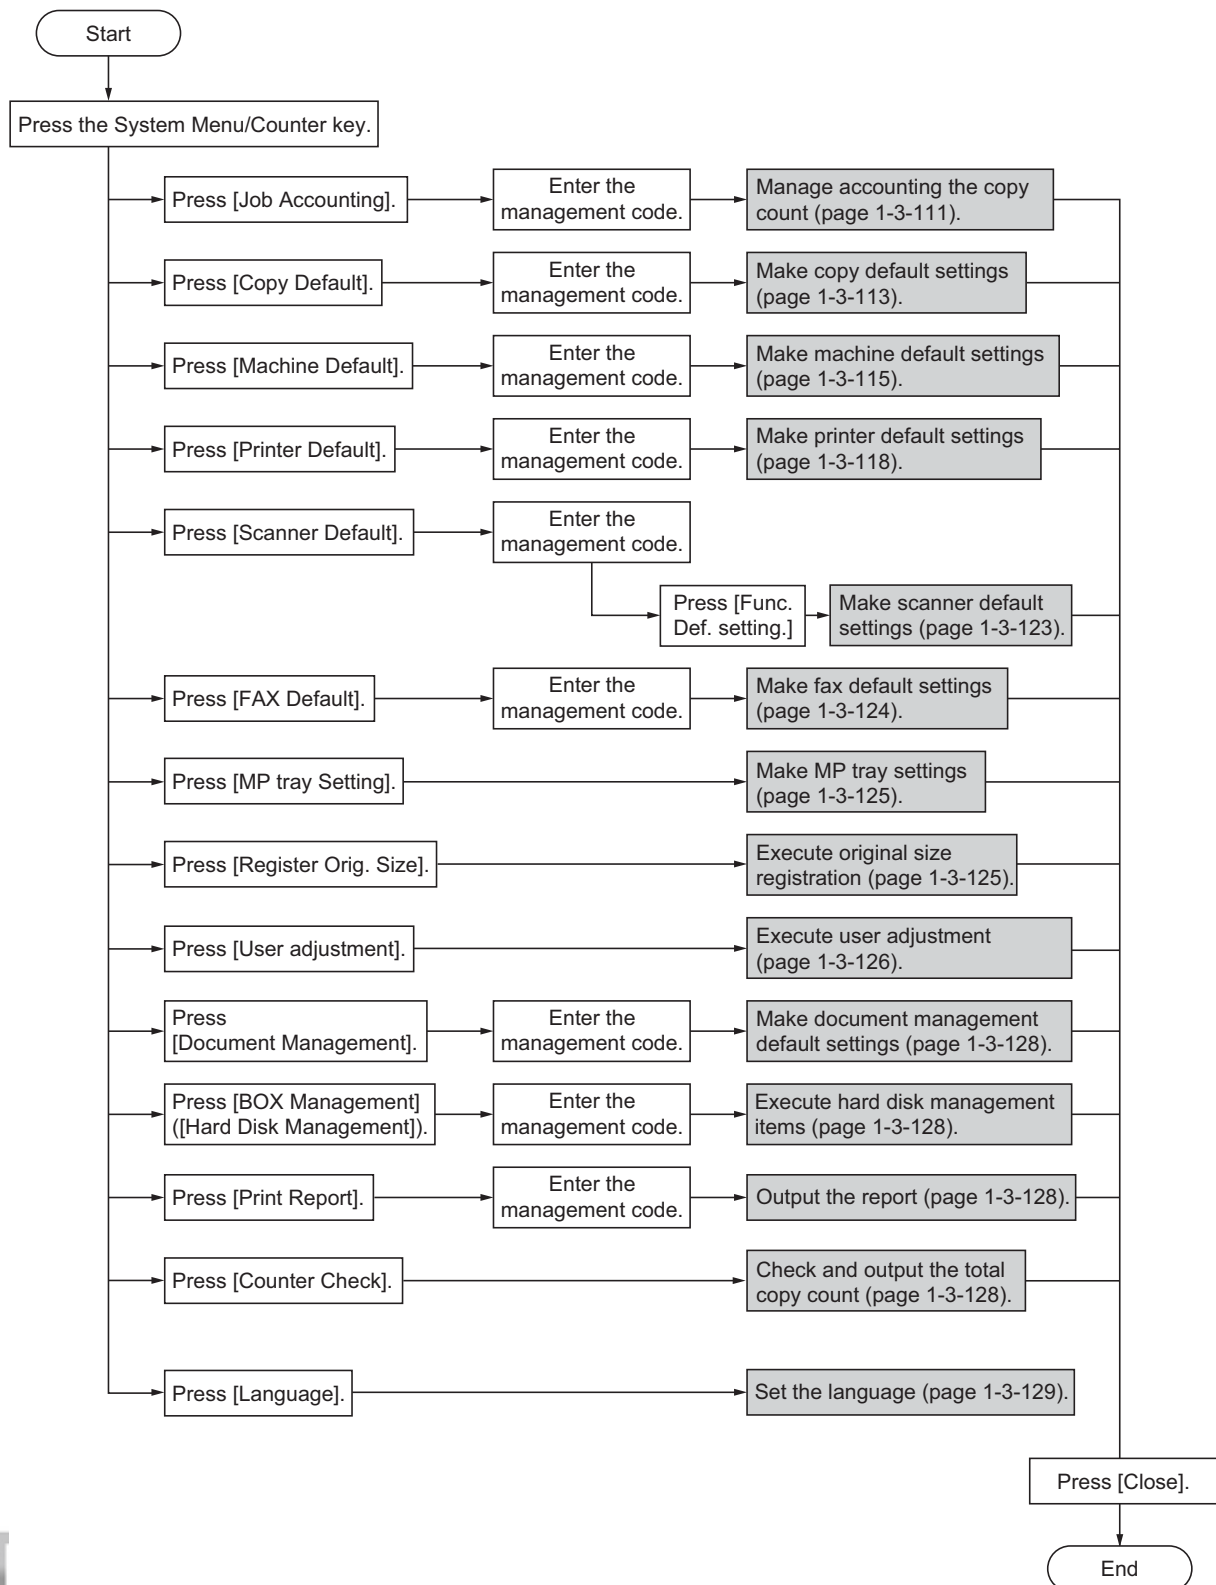 Start
Press the System Menu/Counter key.
Press [Job Accounting].
Enter the
management code.
Manage accounting the copy
count (page 1-3-111).
Press [Copy Default].
Enter the
management code.
Make copy default settings
(page 1-3-113).
Press [Machine Default].
Enter the
management code.
Make machine default settings
(page 1-3-115).
Press [Printer Default].
Enter the
management code.
Make printer default settings
(page 1-3-118).
Press [Scanner Default].
Enter the
management code.
Press [Func.
Def. setting.]
Make scanner default
settings (page 1-3-123).
Press [FAX Default].
Enter the
management code.
Make fax default settings
(page 1-3-124).
Press [MP tray Setting].
Make MP tray settings
(page 1-3-125).
Press [Register Orig. Size].
Execute original size
registration (page 1-3-125).
Press [User adjustment].
Execute user adjustment
(page 1-3-126).
Press
[Document Management].
Enter the
management code.
Make document management
default settings (page 1-3-128).
Press [BOX Management]
([Hard Disk Management]).
Enter the
management code.
Execute hard disk management
items (page 1-3-128).
Press [Print Report].
Enter the
management code.
Output the report (page 1-3-128).
Press [Counter Check].
Check and output the total
copy count (page 1-3-128).
Press [Language].
Set the language (page 1-3-129).
Press [Close].
End